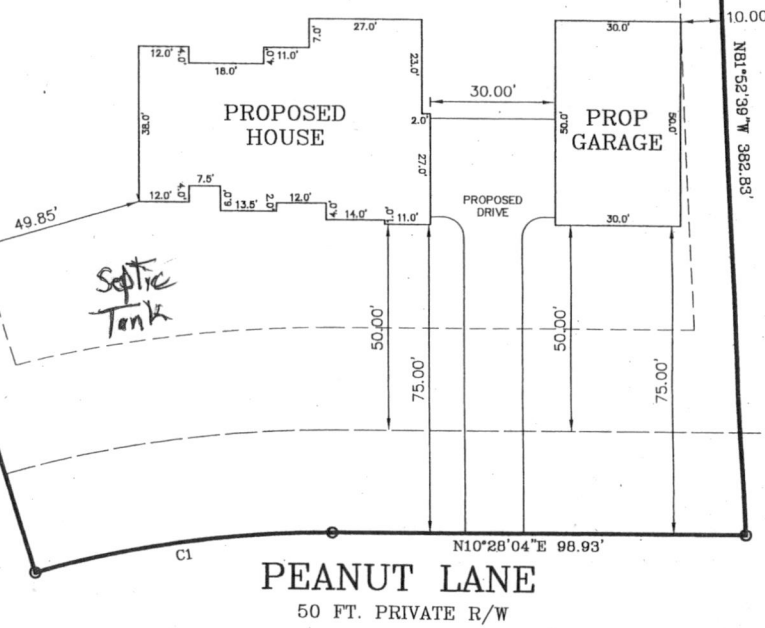 27.0'
30.0'
10.00
7.0'
12.0'
4.0'
18.0'
4.0'
11.0'
23.0'
N81°52'39"W 382.83'
30.00'
PROPOSED
HOUSE
38.0'
2.0'
50.0'
PROP
GARAGE
50.0'
27.0'
7.5'
12.0'
4.0'
6.0'
13.5'
2.0'
12.0'
4.0'
14.0'
11.0'
PROPOSED
DRIVE
30.0'
49.85'
Septic
Tank
50.00'
75.00'
50.00'
75.00'
C1
N10°28'04"E 98.93'
PEANUT LANE
50 FT. PRIVATE R/W